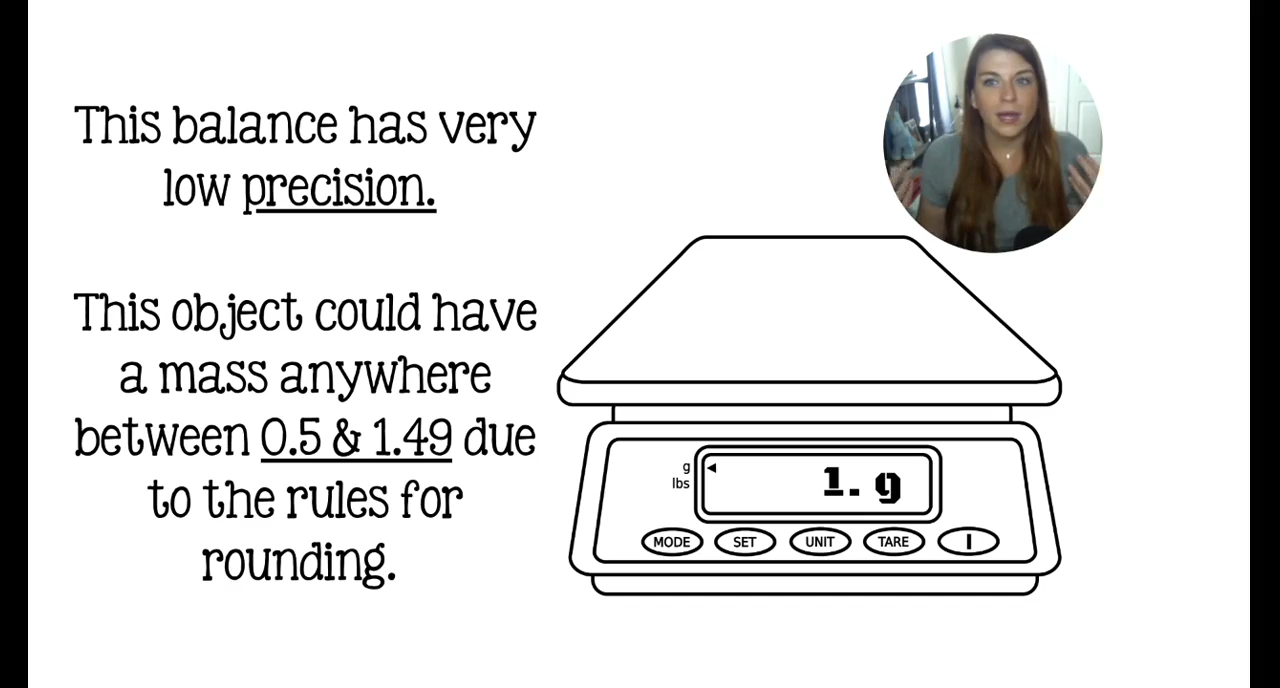 This balance has very
low precision.
This object could have
a mass anywhere
between 0.5 & 1.49 due
to the rules for
rounding.
g
lbs
1. g
MODE
SET
UNIT
TARE
I